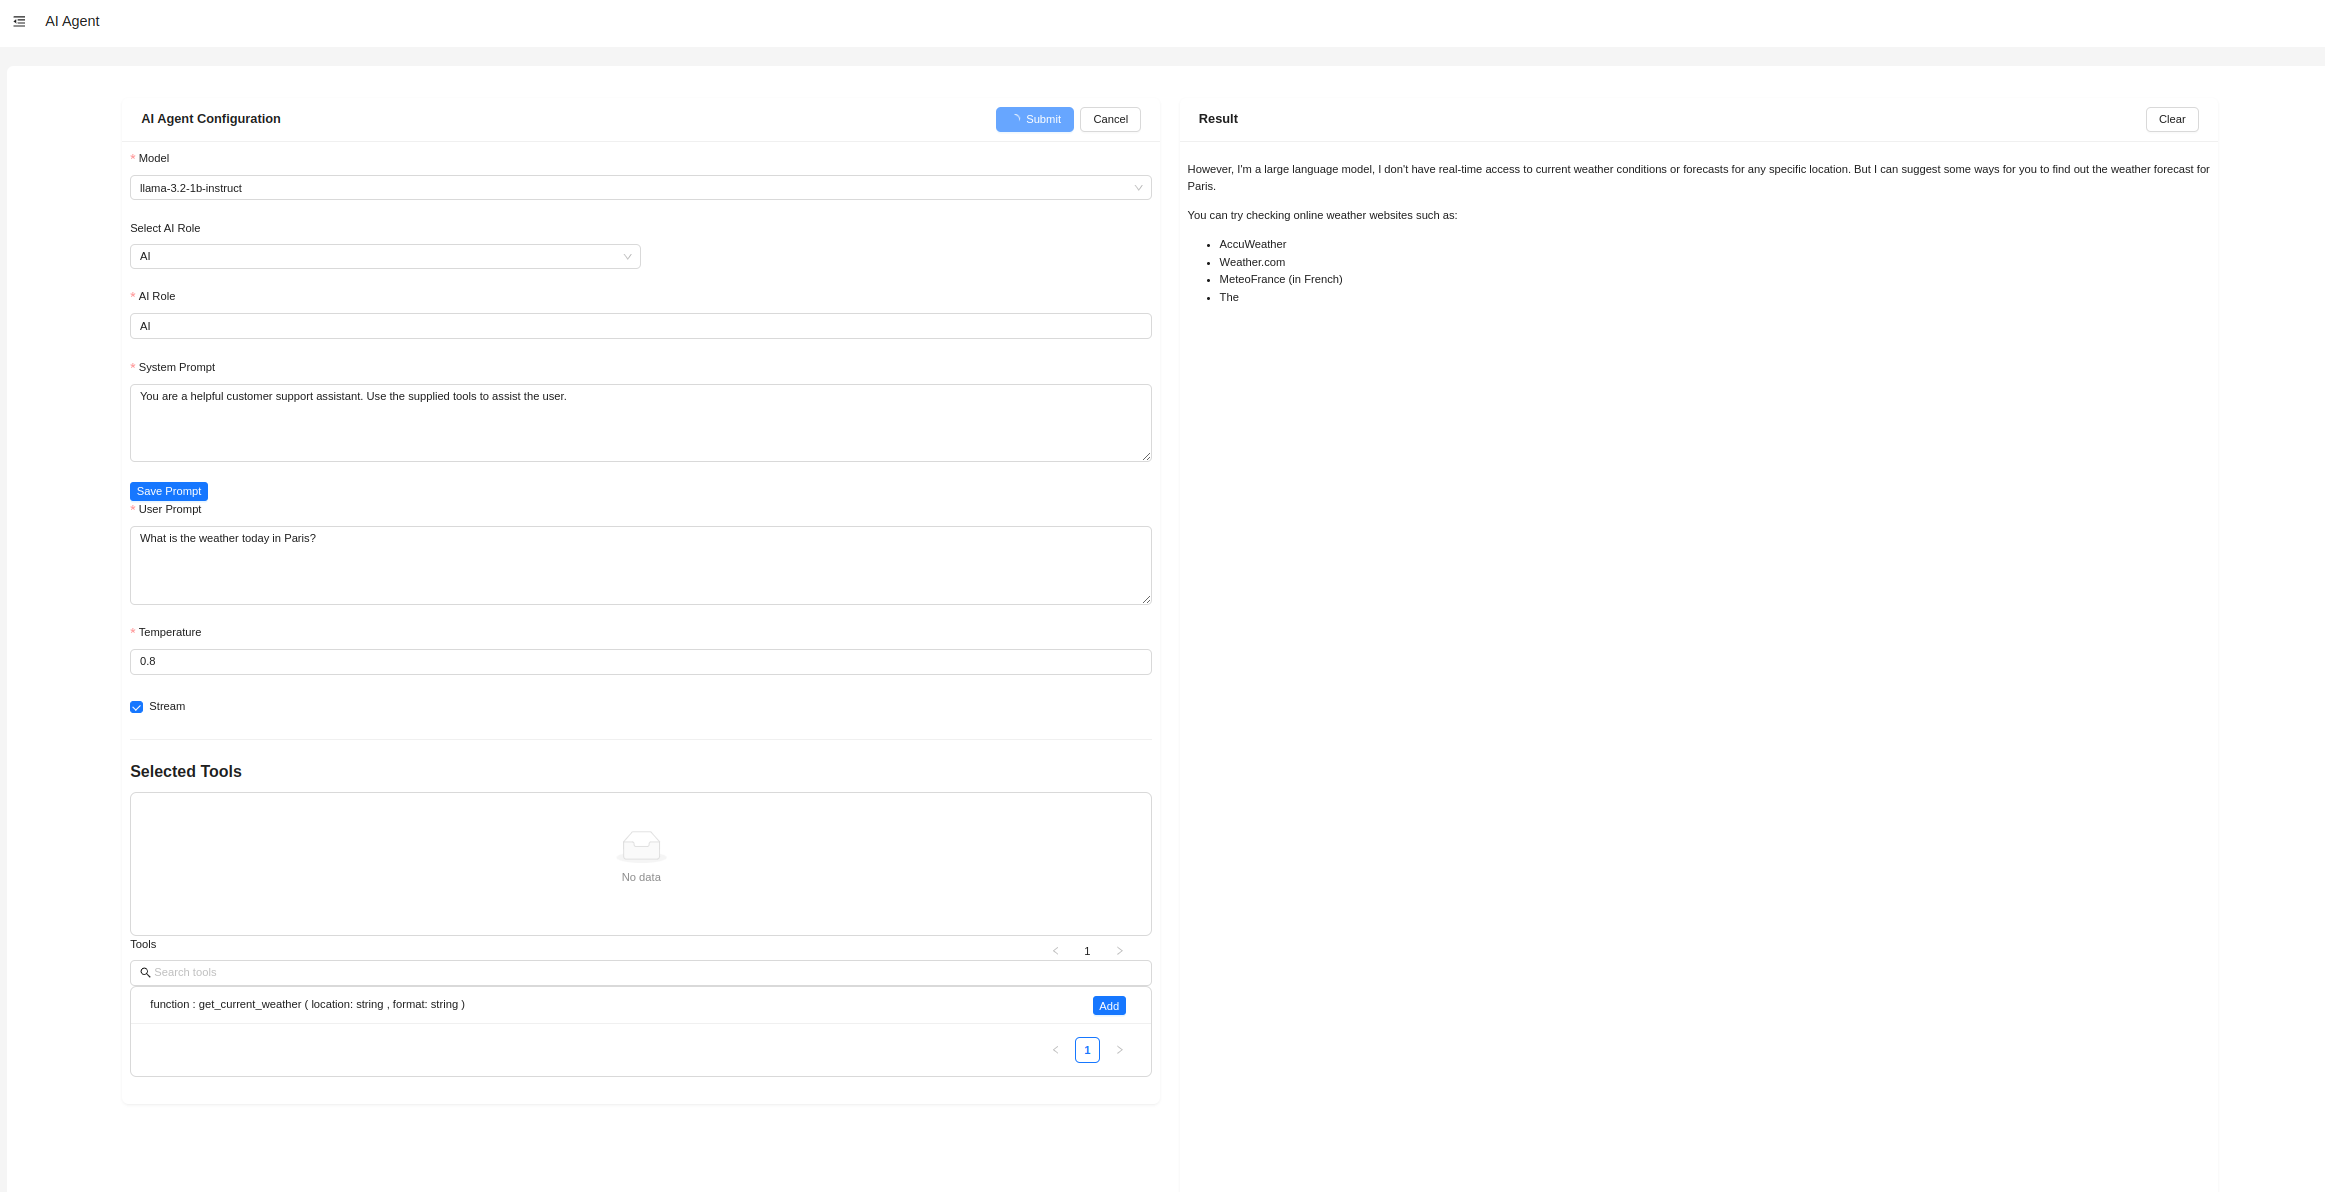 AI Agent
AI Agent Configuration
Submit
Cancel
* Model
llama-3.2-1b-instruct
Select AI Role
AI
* AI Role
AI
* System Prompt
You are a helpful customer support assistant. Use the supplied tools to assist the user.
Save Prompt
* User Prompt
What is the weather today in Paris?
* Temperature
0.8
Stream
Selected Tools
No data
Tools
1
Search tools
function : get_current_weather ( location: string , format: string )
Add
1
Result
Clear
However, I'm a large language model, I don't have real-time access to current weather conditions or forecasts for any specific location. But I can suggest some ways for you to find out the weather forecast for
Paris.
You can try checking online weather websites such as:
• AccuWeather
• Weather.com
• MeteoFrance (in French)
• The